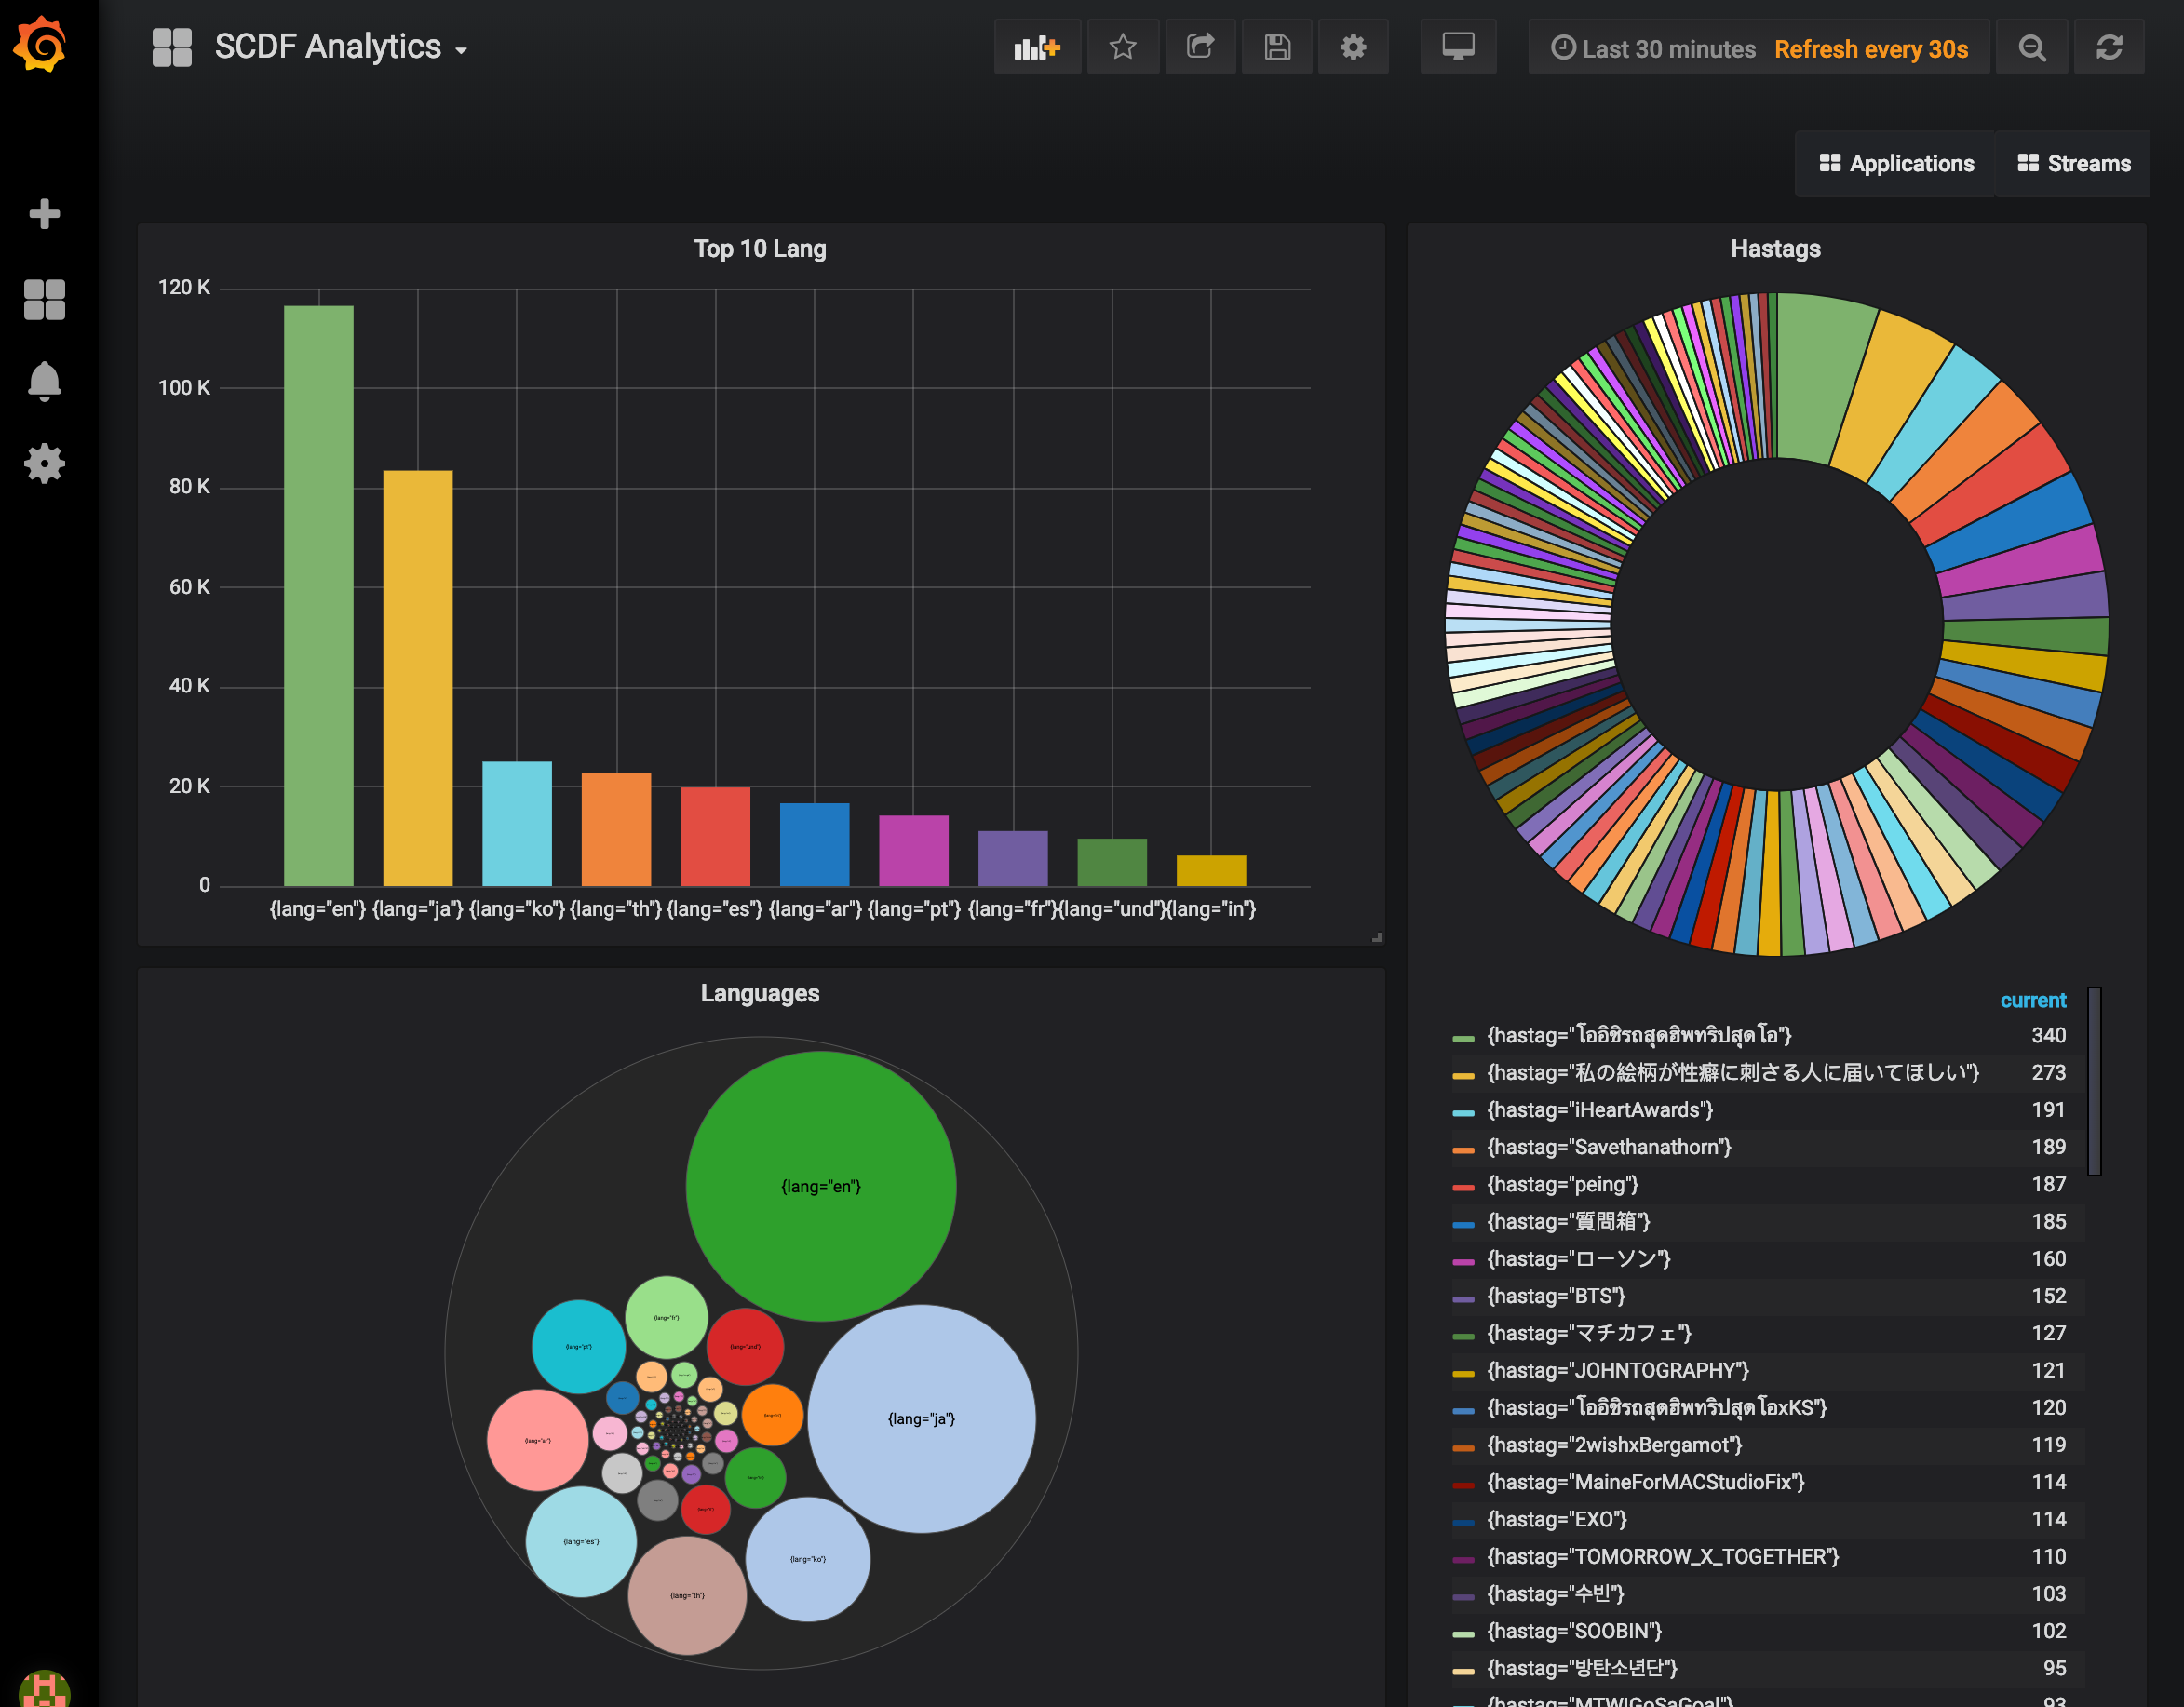 SCDF Analytics
Last 30 minutes Refresh every 30s
Applications
Streams
Top 10 Lang
120 K
100 K
80 K
60 K
40 K
20 K
0
{lang="en"} {lang="ja"} {lang="ko"} {lang="th"} {lang="es"} {lang="ar"} {lang="pt"} {lang="fr"} {lang="und"} {lang="in"}
Languages
{lang="en"}
{lang="fr"}
{lang="pt"}
{lang="und"}
{lang="ja"}
{lang="ar"}
{lang="es"}
{lang="ko"}
{lang="th"}
Hastags
current
{hastag="โออิชิรถสุดฮิพทริปสุดโอ"} 340
{hastag="私の絵柄が性癖に刺さる人に届いてほしい"} 273
{hastag="iHeartAwards"} 191
{hastag="Savethanathorn"} 189
{hastag="peing"} 187
{hastag="質問箱"} 185
{hastag="ローソン"} 160
{hastag="BTS"} 152
{hastag="マチカフェ"} 127
{hastag="JOHNTOGRAPHY"} 121
{hastag="โออิชิรถสุดฮิพทริปสุดโอxKS"} 120
{hastag="2wishxBergamot"} 119
{hastag="MaineForMACStudioFix"} 114
{hastag="EXO"} 114
{hastag="TOMORROW_X_TOGETHER"} 110
{hastag="수빈"} 103
{hastag="SOOBIN"} 102
{hastag="방탄소년단"} 95
{hastag="MTWIGoSaGoal"} 93